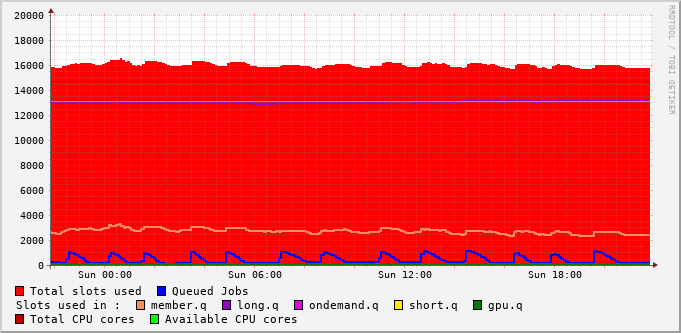 20000
18000
16000
14000
12000
10000
8000
6000
4000
2000
0
Sun 00:00 Sun 06:00 Sun 12:00 Sun 18:00
RRDTOOL / TOBI OETIKER
Total slots used Queued Jobs
Slots used in : member.q long.q ondemand.q short.q gpu.q
Total CPU cores Available CPU cores